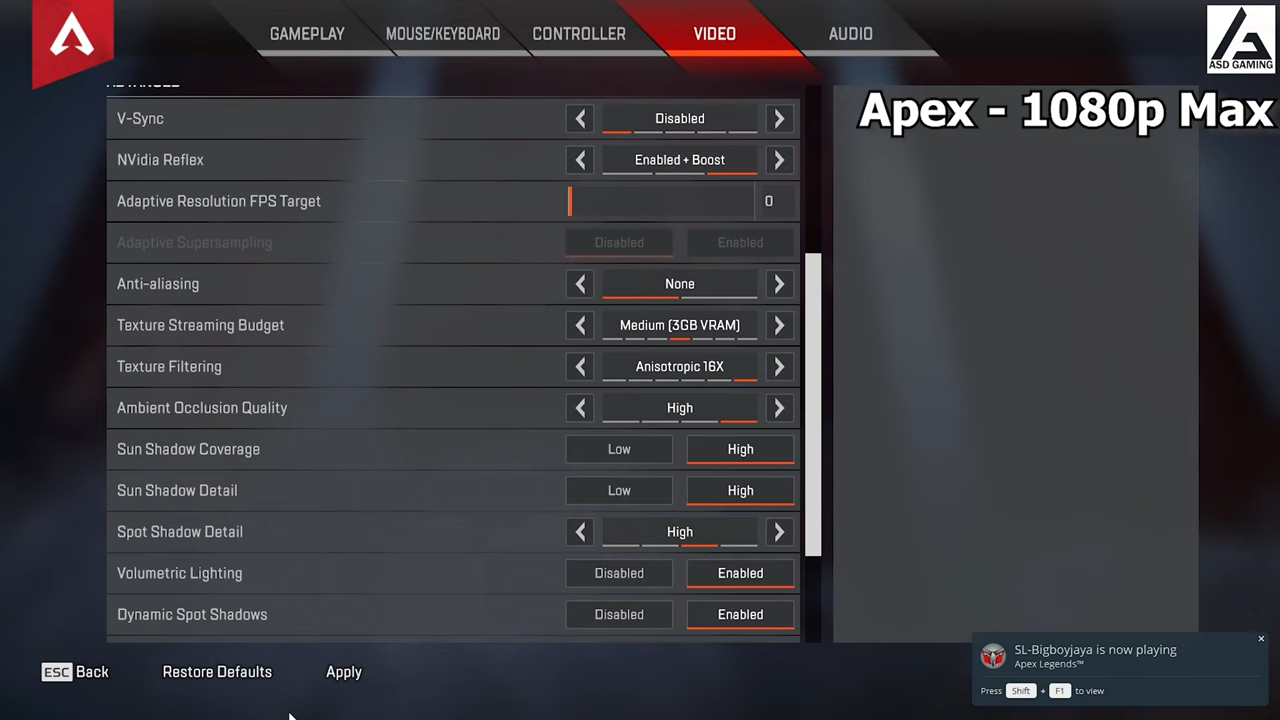 GAMEPLAY
MOUSE/KEYBOARD
CONTROLLER
VIDEO
AUDIO
ASD GAMING
Apex - 1080p Max
ADVANCED
V-Sync
Disabled
NVidia Reflex
Enabled + Boost
Adaptive Resolution FPS Target
0
Adaptive Supersampling
Disabled
Enabled
Anti-aliasing
None
Texture Streaming Budget
Medium (3GB VRAM)
Texture Filtering
Anisotropic 16X
Ambient Occlusion Quality
High
Sun Shadow Coverage
Low
High
Sun Shadow Detail
Low
High
Spot Shadow Detail
High
Volumetric Lighting
Disabled
Enabled
Dynamic Spot Shadows
Disabled
Enabled
ESC Back
Restore Defaults
Apply
SL-Bigboyjaya is now playing
Apex Legends™
Press Shift + F1 to view